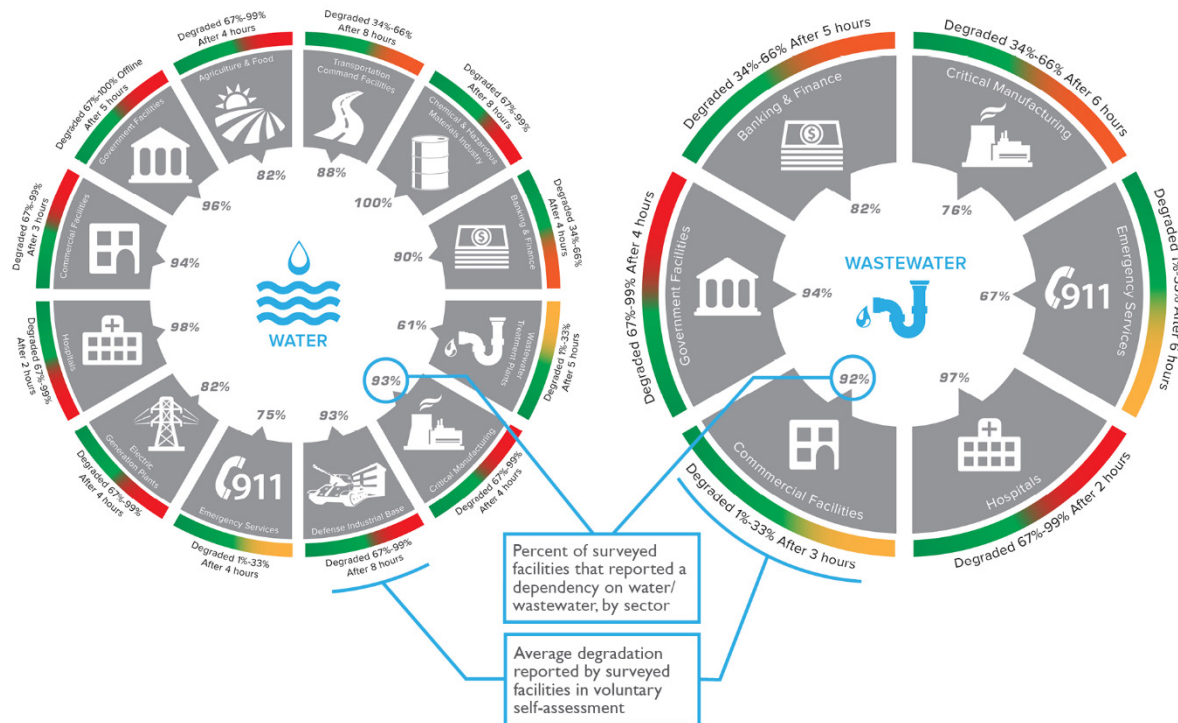 Degraded 67%-99%
After 4 hours
Agriculture & Food
82%
Degraded 34%-66%
After 8 hours
Transportation
Command Facilities
88%
Degraded 67%-99%
After 8 hours
Chemical & Hazardous
Materials Industry
100%
Degraded 34%-66%
After 4 hours
Banking & Finance
90%
Degraded 1%-33%
After 5 hours
Wastewater
Treatment Plants
61%
Degraded 67%-99%
After 4 hours
Critical Manufacturing
93%
Degraded 67%-99%
After 8 hours
Defense Industrial Base
93%
Degraded 1%-33%
After 4 hours
Emergency Services
911
75%
Degraded 67%-99%
After 4 hours
Electric
Generation Plants
82%
Degraded 67%-99%
After 2 hours
Hospitals
98%
Degraded 67%-99%
After 3 hours
Commercial Facilities
94%
Degraded 67%-100% Offline
After 5 hours
Government Facilities
96%
WATER
Degraded 34%-66% After 5 hours
Banking & Finance
82%
Degraded 34%-66% After 6 hours
Critical Manufacturing
76%
Degraded 1%-33% After 6 hours
Emergency Services
911
67%
Degraded 67%-99% After 2 hours
Hospitals
97%
Degraded 1%-33% After 3 hours
Commmercial Facilities
92%
Degraded 67%-99% After 4 hours
Government Facilities
94%
WASTEWATER
Percent of surveyed
facilities that reported a
dependency on water/
wastewater, by sector
Average degradation
reported by surveyed
facilities in voluntary
self-assessment